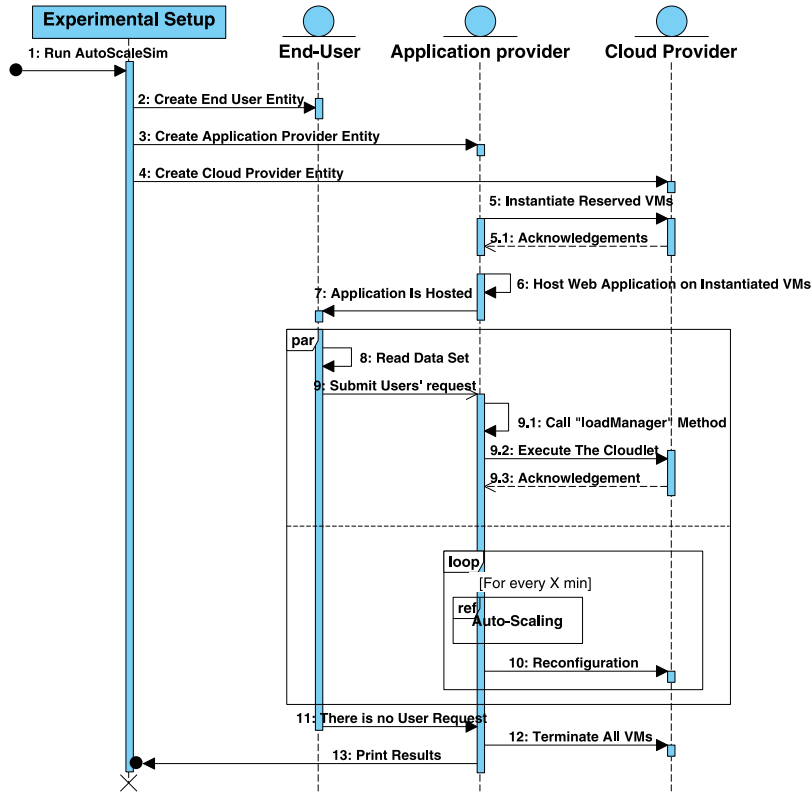 Experimental Setup
End-User
Application provider
Cloud Provider
1: Run AutoScaleSim
2: Create End User Entity
3: Create Application Provider Entity
4: Create Cloud Provider Entity
5: Instantiate Reserved VMs
5.1: Acknowledgements
6: Host Web Application on Instantiated VMs
7: Application Is Hosted
par
8: Read Data Set
9: Submit Users' request
9.1: Call "loadManager" Method
9.2: Execute The Cloudlet
9.3: Acknowledgement
loop
[For every X min]
ref
Auto-Scaling
10: Reconfiguration
11: There is no User Request
12: Terminate All VMs
13: Print Results